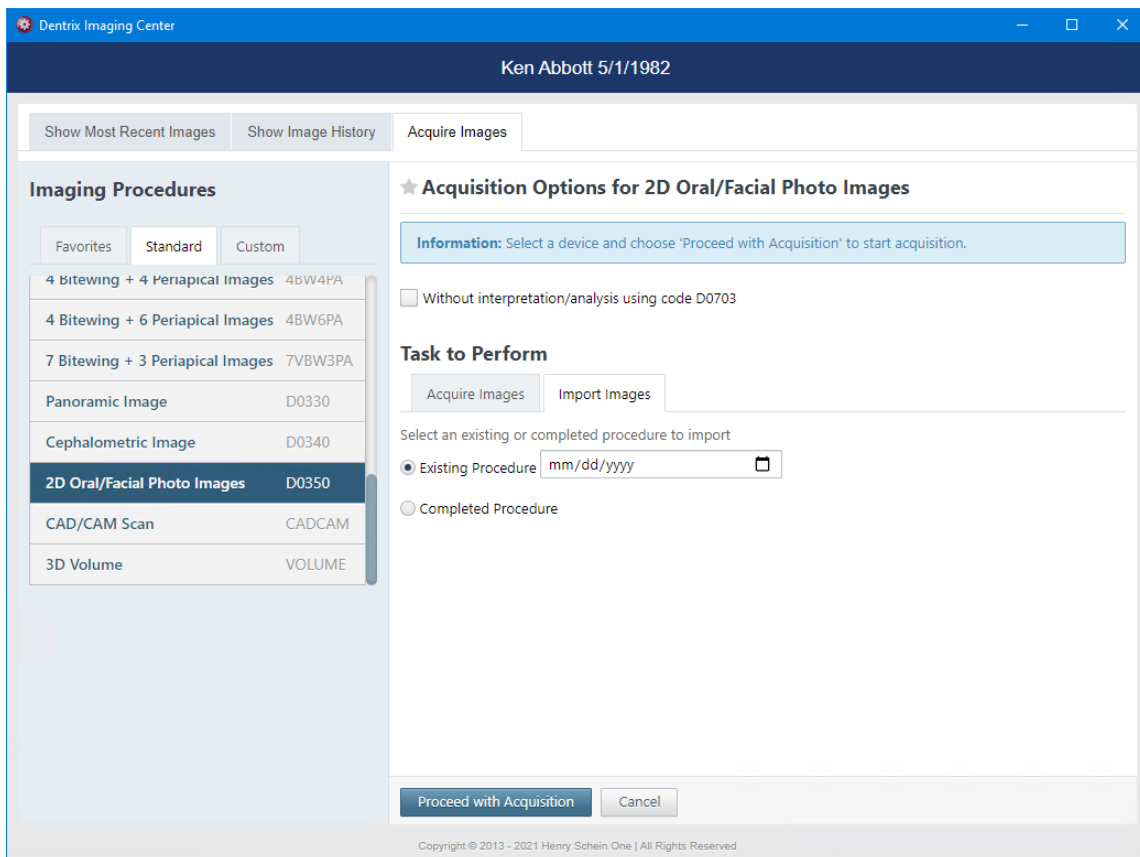 Dentrix Imaging Center
Ken Abbott 5/1/1982
Show Most Recent Images Show Image History Acquire Images
Imaging Procedures
Favorites Standard Custom
4 Bitewing + 4 Periapical Images 4BW4PA
4 Bitewing + 6 Periapical Images 4BW6PA
7 Bitewing + 3 Periapical Images 7VBW3PA
Panoramic Image D0330
Cephalometric Image D0340
2D Oral/Facial Photo Images D0350
CAD/CAM Scan CADCAM
3D Volume VOLUME
Acquisition Options for 2D Oral/Facial Photo Images
Information: Select a device and choose 'Proceed with Acquisition' to start acquisition.
Without interpretation/analysis using code D0703
Task to Perform
Acquire Images Import Images
Select an existing or completed procedure to import
Existing Procedure mm/dd/yyyy
Completed Procedure
Proceed with Acquisition Cancel
Copyright © 2013 - 2021 Henry Schein One | All Rights Reserved